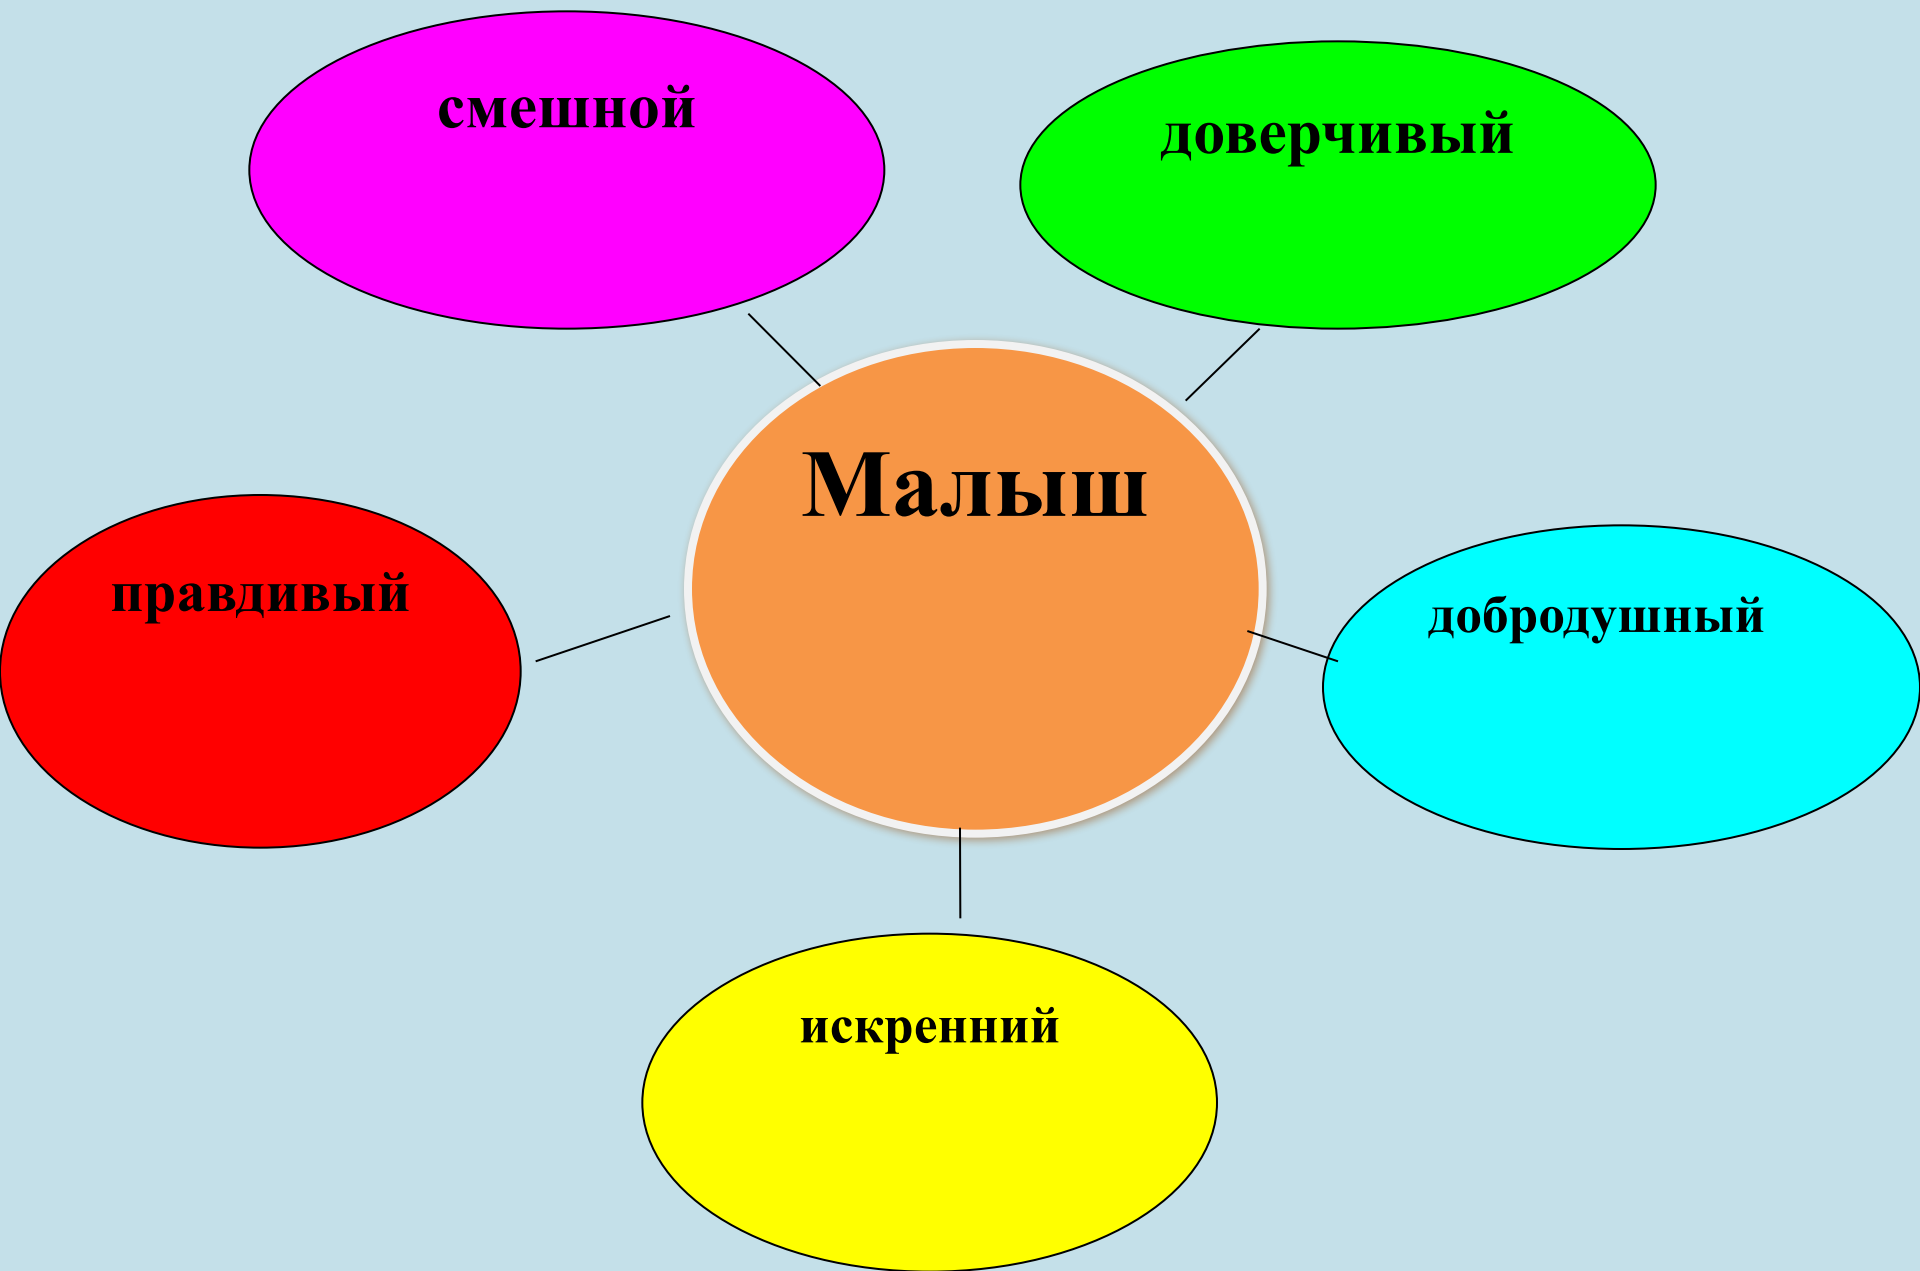 смешной
доверчивый
Малыш
правдивый
добродушный
искренний